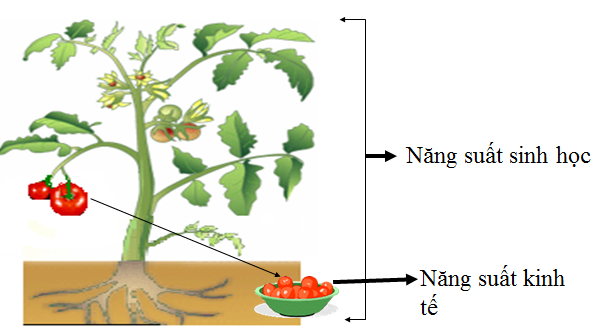 Năng suất sinh học
Năng suất kinh
tế